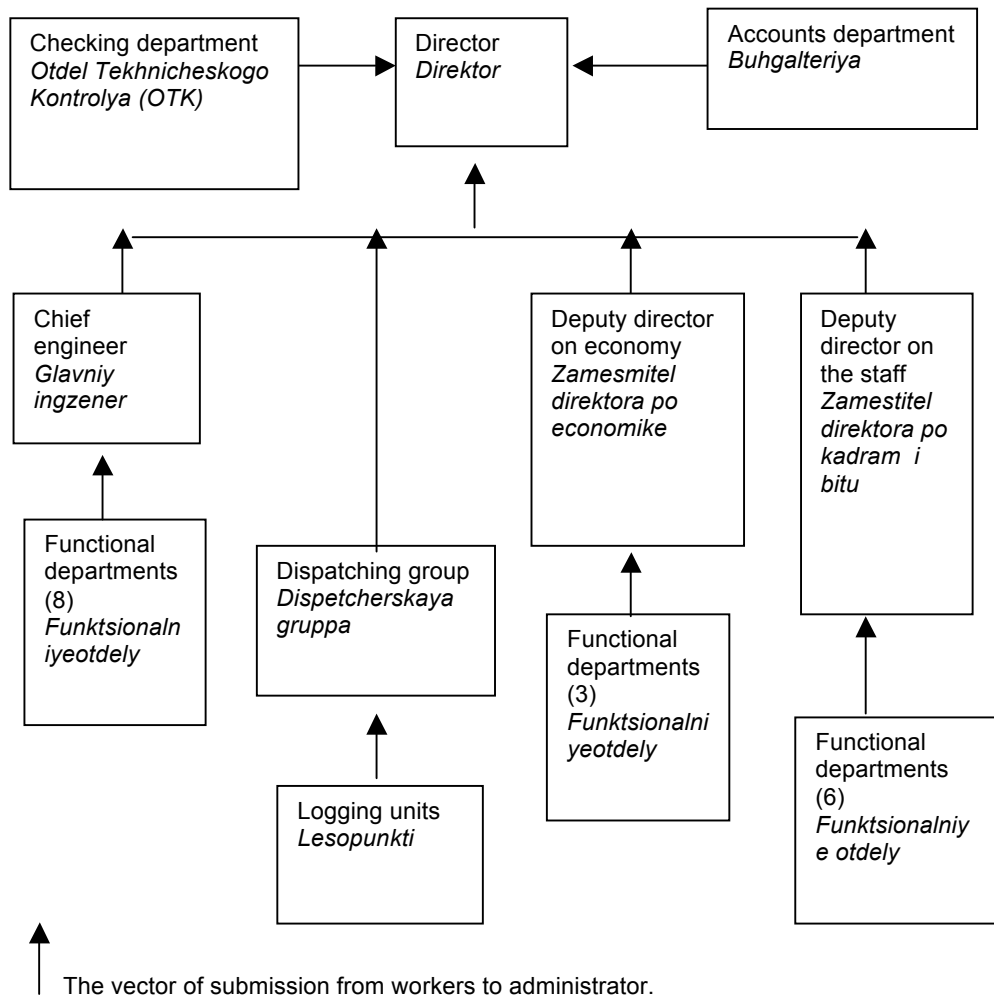 Checking department
Otdel Tekhnicheskogo
Kontrolya (OTK)
Director
Direktor
Accounts department
Buhgalteriya
Chief
engineer
Glavniy
ingzener
Deputy director
on economy
Zamesmitel
direktora po
economike
Deputy
director on
the staff
Zamestitel
direktora po
kadram i
bitu
Functional
departments
(8)
Funktsionaln
iyeotdely
Dispatching group
Dispetcherskaya
gruppa
Functional
departments
(3)
Funktsionalni
yeotdely
Logging units
Lesopunkti
Functional
departments
(6)
Funktsionalniy
e otdely
The vector of submission from workers to administrator.